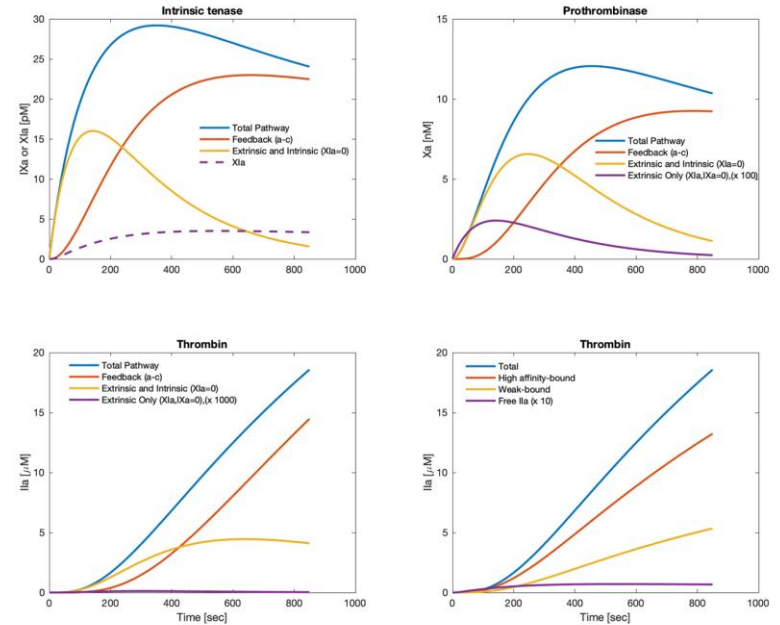 Intrinsic tenase
30
25
20
15
10
5
0
IXa or XIa [pM]
Total Pathway
Feedback (a-c)
Extrinsic and Intrinsic (XIa=0)
XIa
0 200 400 600 800 1000
Prothrombinase
15
10
5
0
Xa [nM]
Total Pathway
Feedback (a-c)
Extrinsic and Intrinsic (XIa=0)
Extrinsic Only (XIa,IXa=0),(x 100)
0 200 400 600 800 1000
Thrombin
20
15
10
5
0
IIa [μM]
Total Pathway
Feedback (a-c)
Extrinsic and Intrinsic (XIa=0)
Extrinsic Only (XIa,IXa=0),(x 1000)
0 200 400 600 800 1000
Time [sec]
Thrombin
20
15
10
5
0
IIa [μM]
Total
High affinity-bound
Weak-bound
Free IIa (x 10)
0 200 400 600 800 1000
Time [sec]